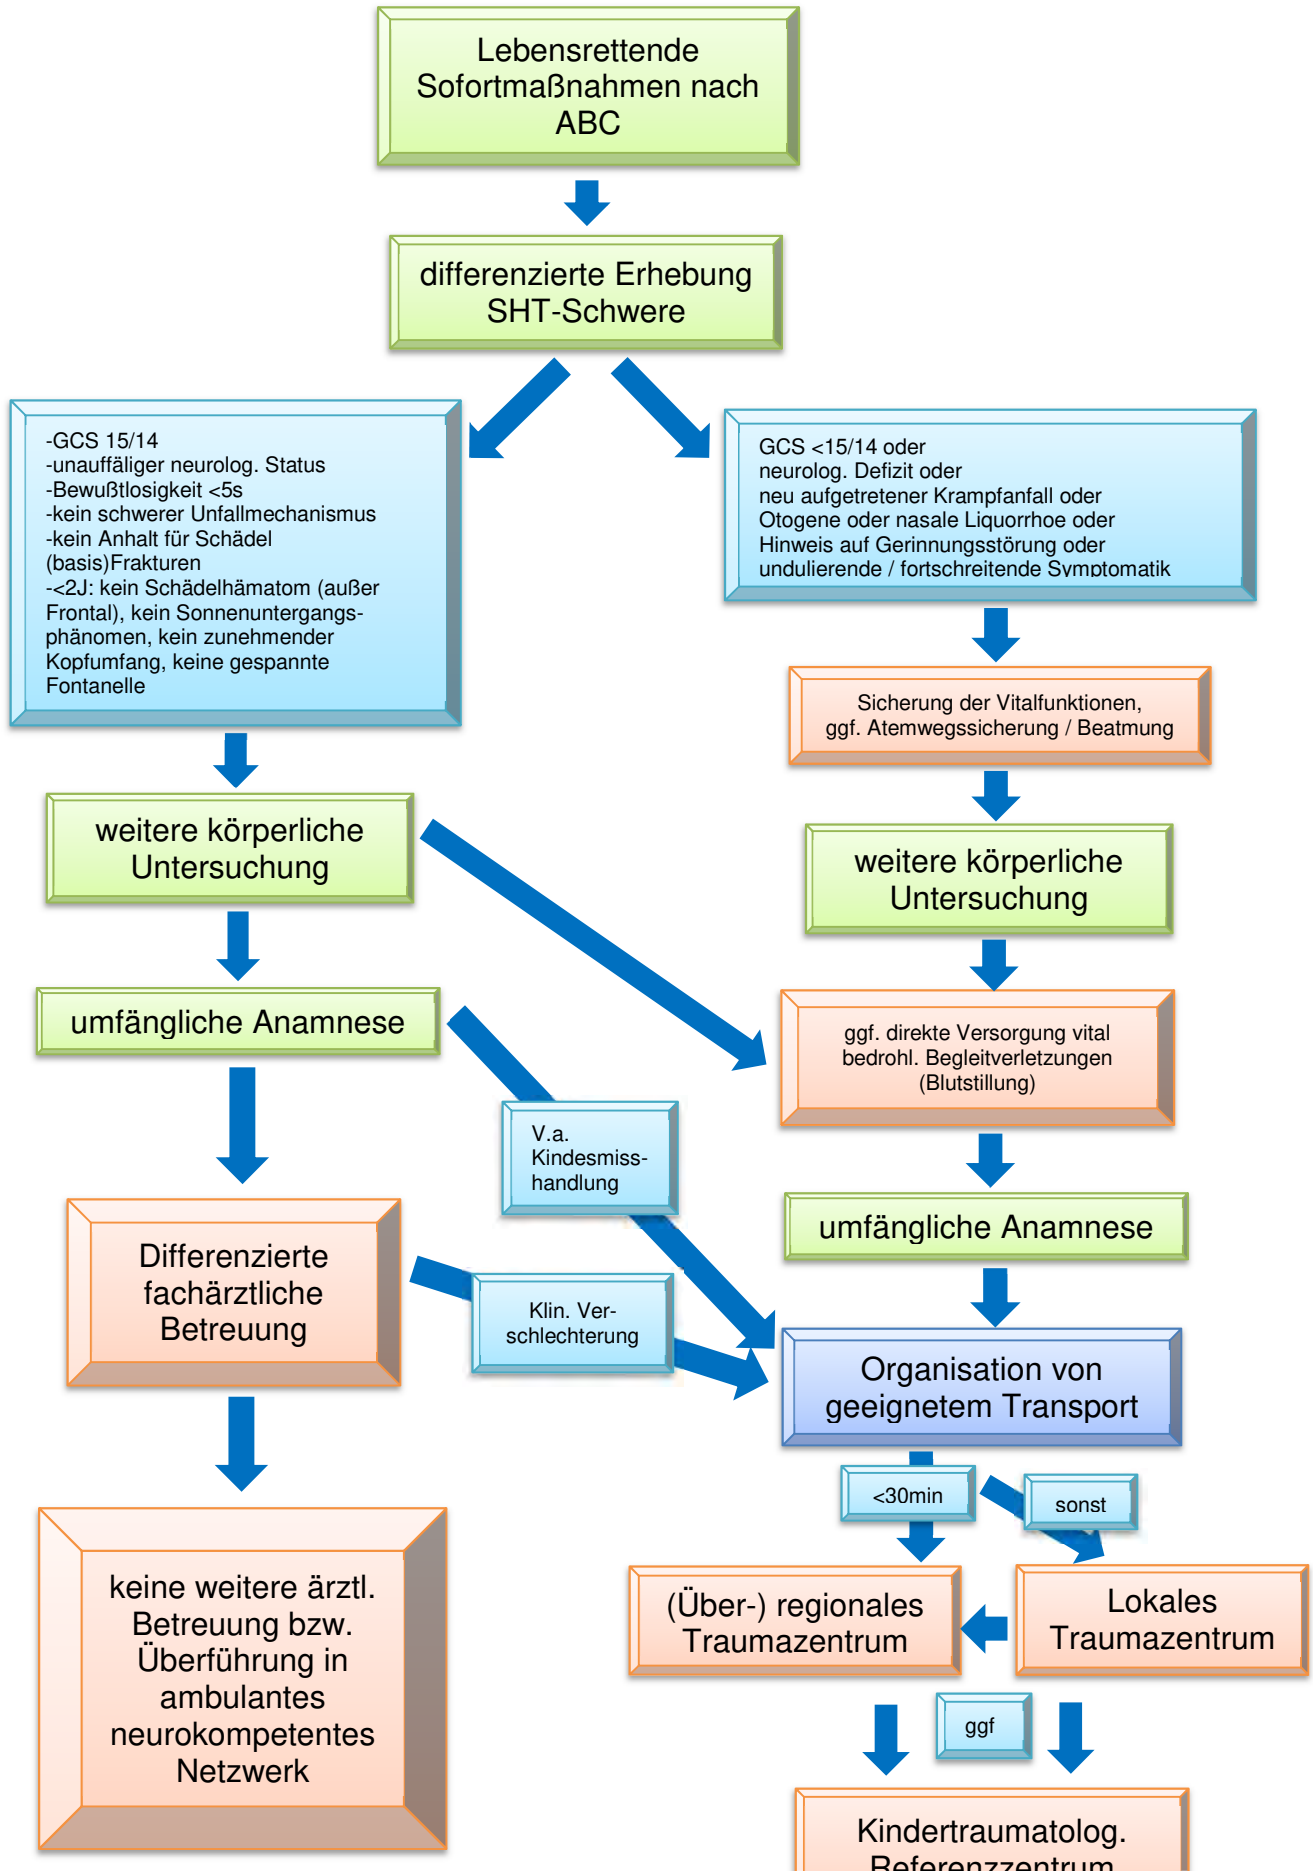 Lebensrettende
Sofortmaßnahmen nach
ABC
differenzierte Erhebung
SHT-Schwere
-GCS 15/14
-unauffäliger neurolog. Status
-Bewußtlosigkeit <5s
-kein schwerer Unfallmechanismus
-kein Anhalt für Schädel
(basis)Frakturen
-<2J: kein Schädelhämatom (außer
Frontal), kein Sonnenuntergangs-
phänomen, kein zunehmender
Kopfumfang, keine gespannte
Fontanelle
GCS <15/14 oder
neurolog. Defizit oder
neu aufgetretener Krampfanfall oder
Otogene oder nasale Liquorrhoe oder
Hinweis auf Gerinnungsstörung oder
undulierende / fortschreitende Symptomatik
Sicherung der Vitalfunktionen,
ggf. Atemwegssicherung / Beatmung
weitere körperliche
Untersuchung
weitere körperliche
Untersuchung
umfängliche Anamnese
ggf. direkte Versorgung vital
bedrohl. Begleitverletzungen
(Blutstillung)
V.a.
Kindesmiss-
handlung
umfängliche Anamnese
Differenzierte
fachärztliche
Betreuung
Klin. Ver-
schlechterung
Organisation von
geeignetem Transport
<30min
sonst
keine weitere ärztl.
Betreuung bzw.
Überführung in
ambulantes
neurokompetentes
Netzwerk
(Über-) regionales
Traumazentrum
Lokales
Traumazentrum
ggf
Kindertraumatolog.
Referenzzentrum